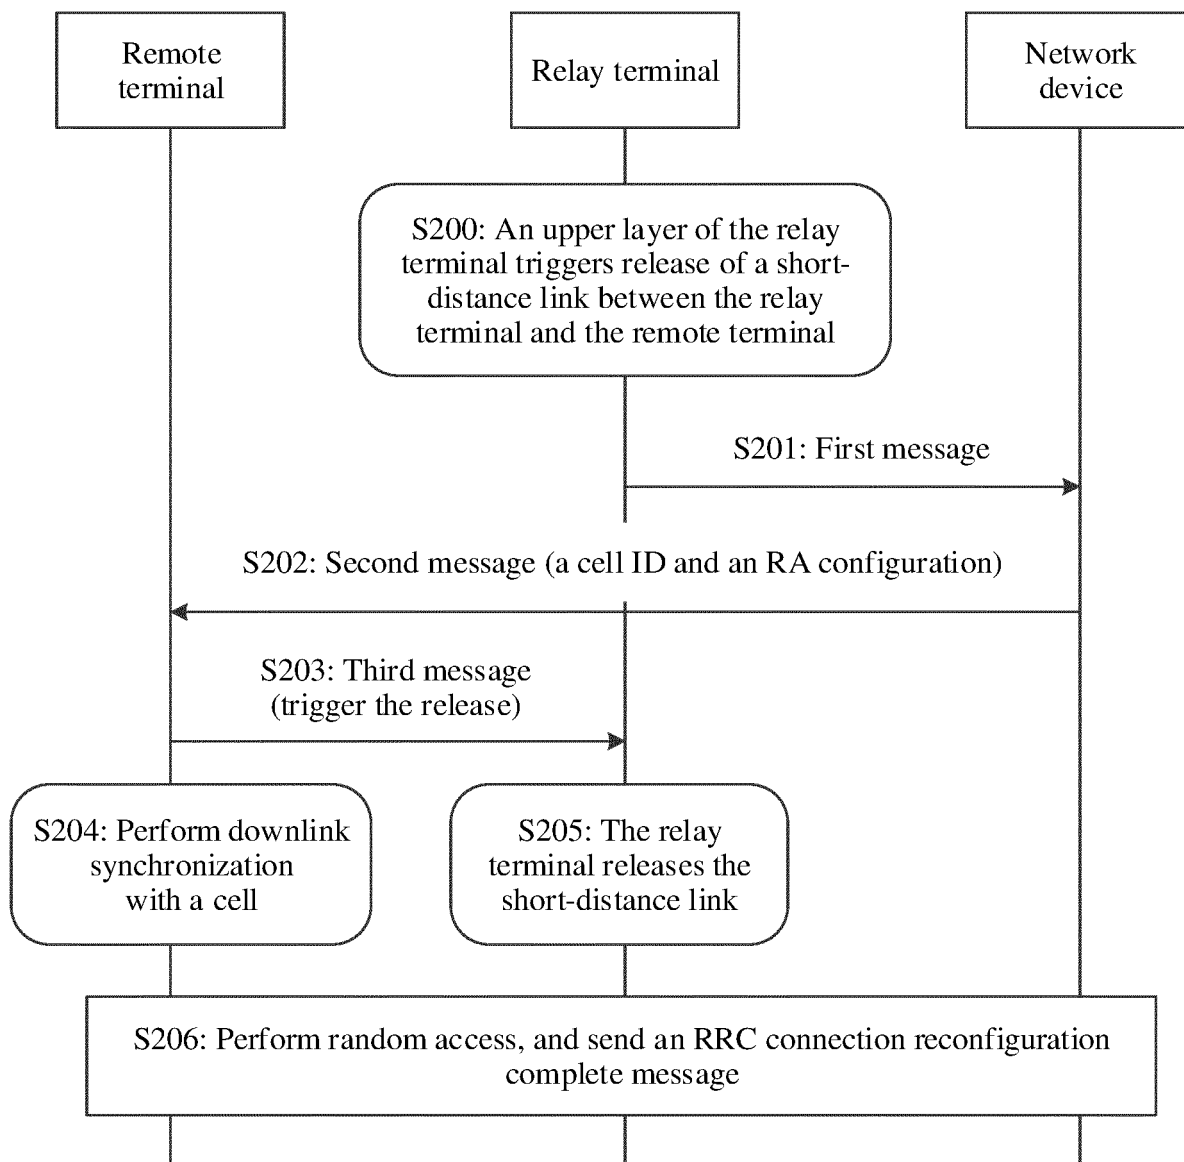 Remote
terminal
Relay terminal
Network
device
S200: An upper layer of the relay
terminal triggers release of a short-
distance link between the relay
terminal and the remote terminal
S201: First message
S202: Second message (a cell ID and an RA configuration)
S203: Third message
(trigger the release)
S204: Perform downlink
synchronization
with a cell
S205: The relay
terminal releases the
short-distance link
S206: Perform random access, and send an RRC connection reconfiguration
complete message